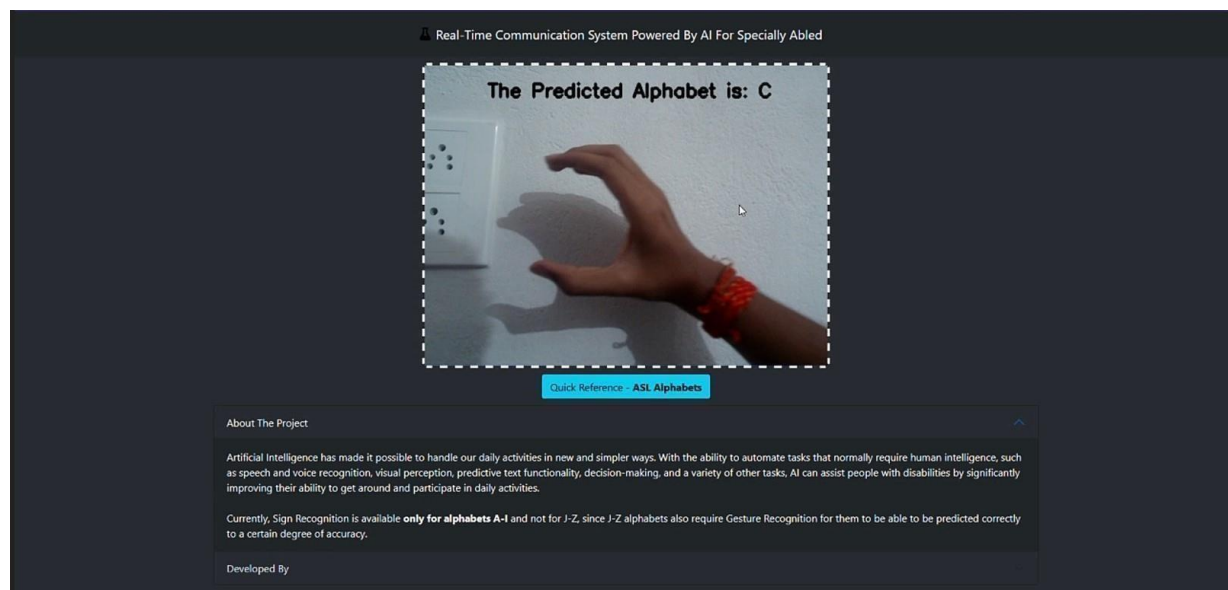 Real-Time Communication System Powered By AI For Specially Abled
The Predicted Alphabet is: C
Quick Reference - ASL Alphabets
About The Project
Artificial Intelligence has made it possible to handle our daily activities in new and simpler ways. With the ability to automate tasks that normally require human intelligence, such
as speech and voice recognition, visual perception, predictive text functionality, decision-making, and a variety of other tasks, AI can assist people with disabilities by significantly
improving their ability to get around and participate in daily activities.
Currently, Sign Recognition is available only for alphabets A-I and not for J-Z, since J-Z alphabets also require Gesture Recognition for them to be able to be predicted correctly
to a certain degree of accuracy.
Developed By